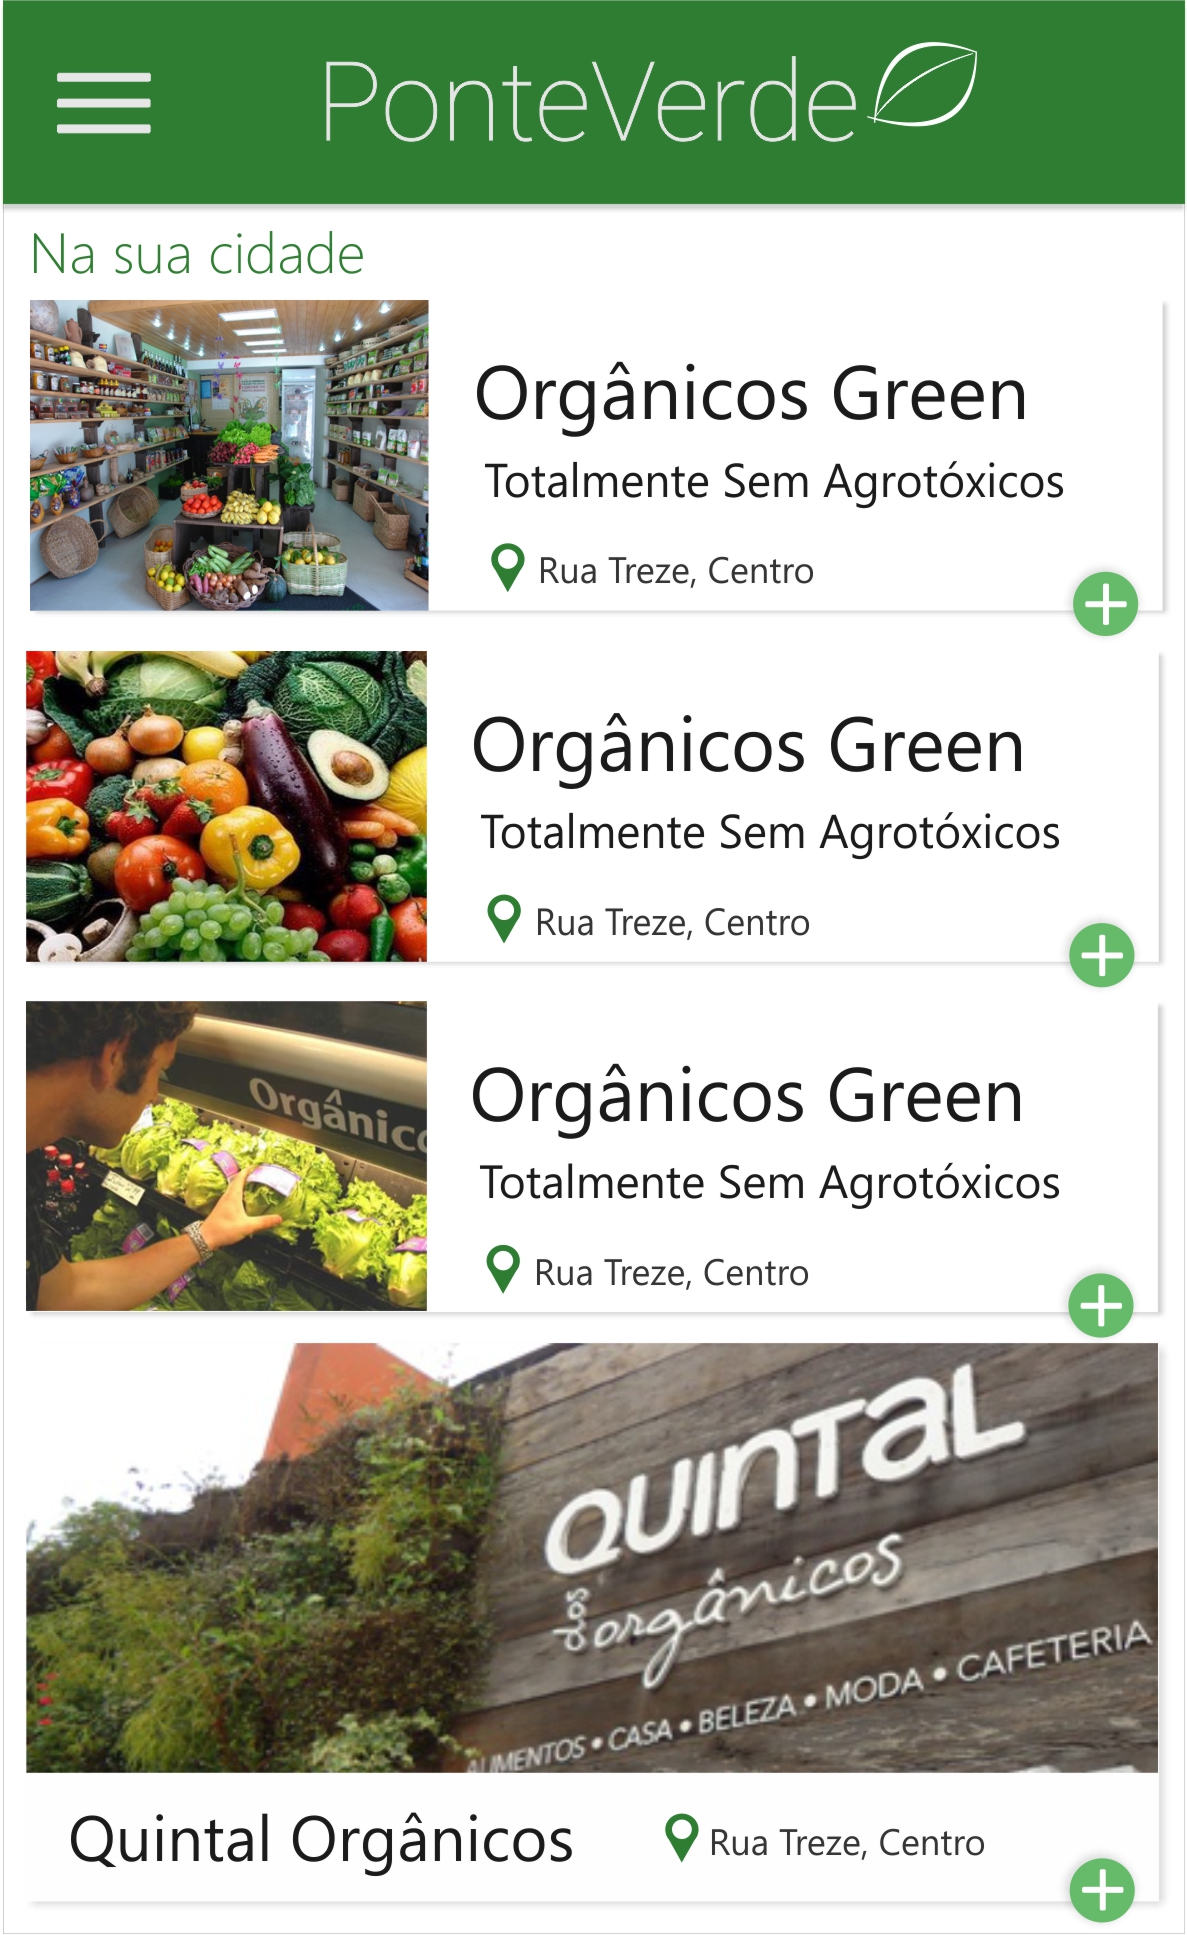 PonteVerde
Na sua cidade
Orgânicos Green
Totalmente Sem Agrotóxicos
Rua Treze, Centro
Orgânicos Green
Totalmente Sem Agrotóxicos
Rua Treze, Centro
Orgânic
Orgânicos Green
Totalmente Sem Agrotóxicos
Rua Treze, Centro
QUINTAL
dos orgânicos
ALIMENTOS • CASA • BELEZA • MODA • CAFETERIA
Quintal Orgânicos
Rua Treze, Centro